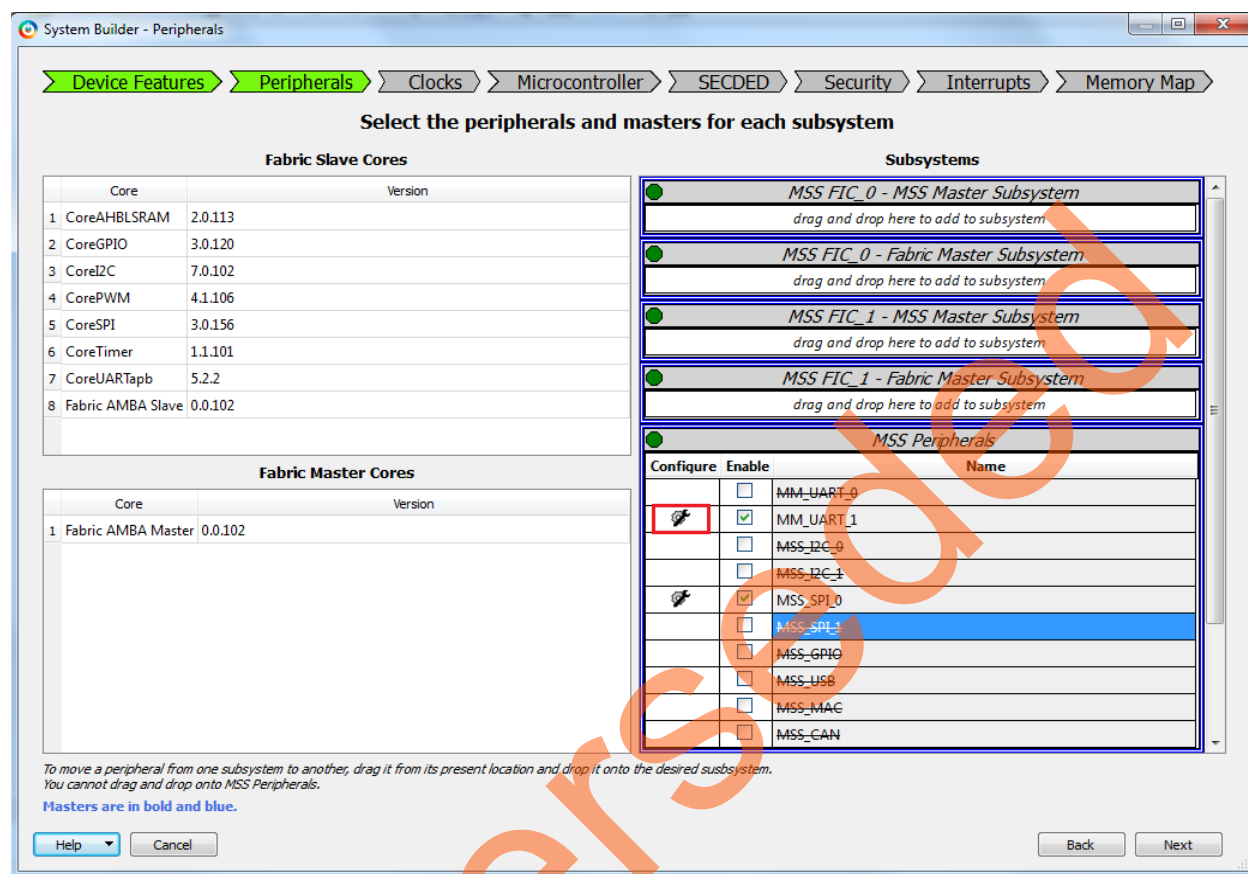 System Builder - Peripherals
Device Features Peripherals Clocks Microcontroller SECDED Security Interrupts Memory Map
Select the peripherals and masters for each subsystem
Fabric Slave Cores
Core Version
1 CoreAHBLSRAM 2.0.113
2 CoreGPIO 3.0.120
3 CoreI2C 7.0.102
4 CorePWM 4.1.106
5 CoreSPI 3.0.156
6 CoreTimer 1.1.101
7 CoreUARTapb 5.2.2
8 Fabric AMBA Slave 0.0.102
Fabric Master Cores
Core Version
1 Fabric AMBA Master 0.0.102
Subsystems
MSS FIC_0 - MSS Master Subsystem
drag and drop here to add to subsystem
MSS FIC_0 - Fabric Master Subsystem
drag and drop here to add to subsystem
MSS FIC_1 - MSS Master Subsystem
drag and drop here to add to subsystem
MSS FIC_1 - Fabric Master Subsystem
drag and drop here to add to subsystem
MSS Peripherals
Configure Enable Name
MM_UART_0
MM_UART_1
MSS_I2C_0
MSS_I2C_1
MSS_SPI_0
MSS_SPI_1
MSS_GPIO
MSS_USB
MSS_MAC
MSS_CAN
To move a peripheral from one subsystem to another, drag it from its present location and drop it onto the desired susbsystem.
You cannot drag and drop onto MSS Peripherals.
Masters are in bold and blue.
Help Cancel Back Next
erseded